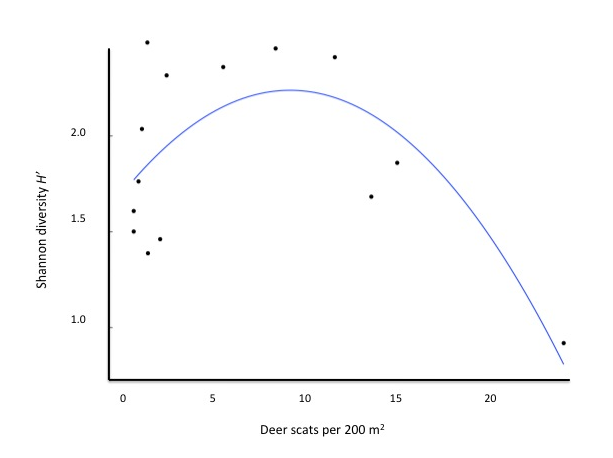 2.0
1.5
1.0
Shannon diversity H′
0 5 10 15 20
Deer scats per 200 m²